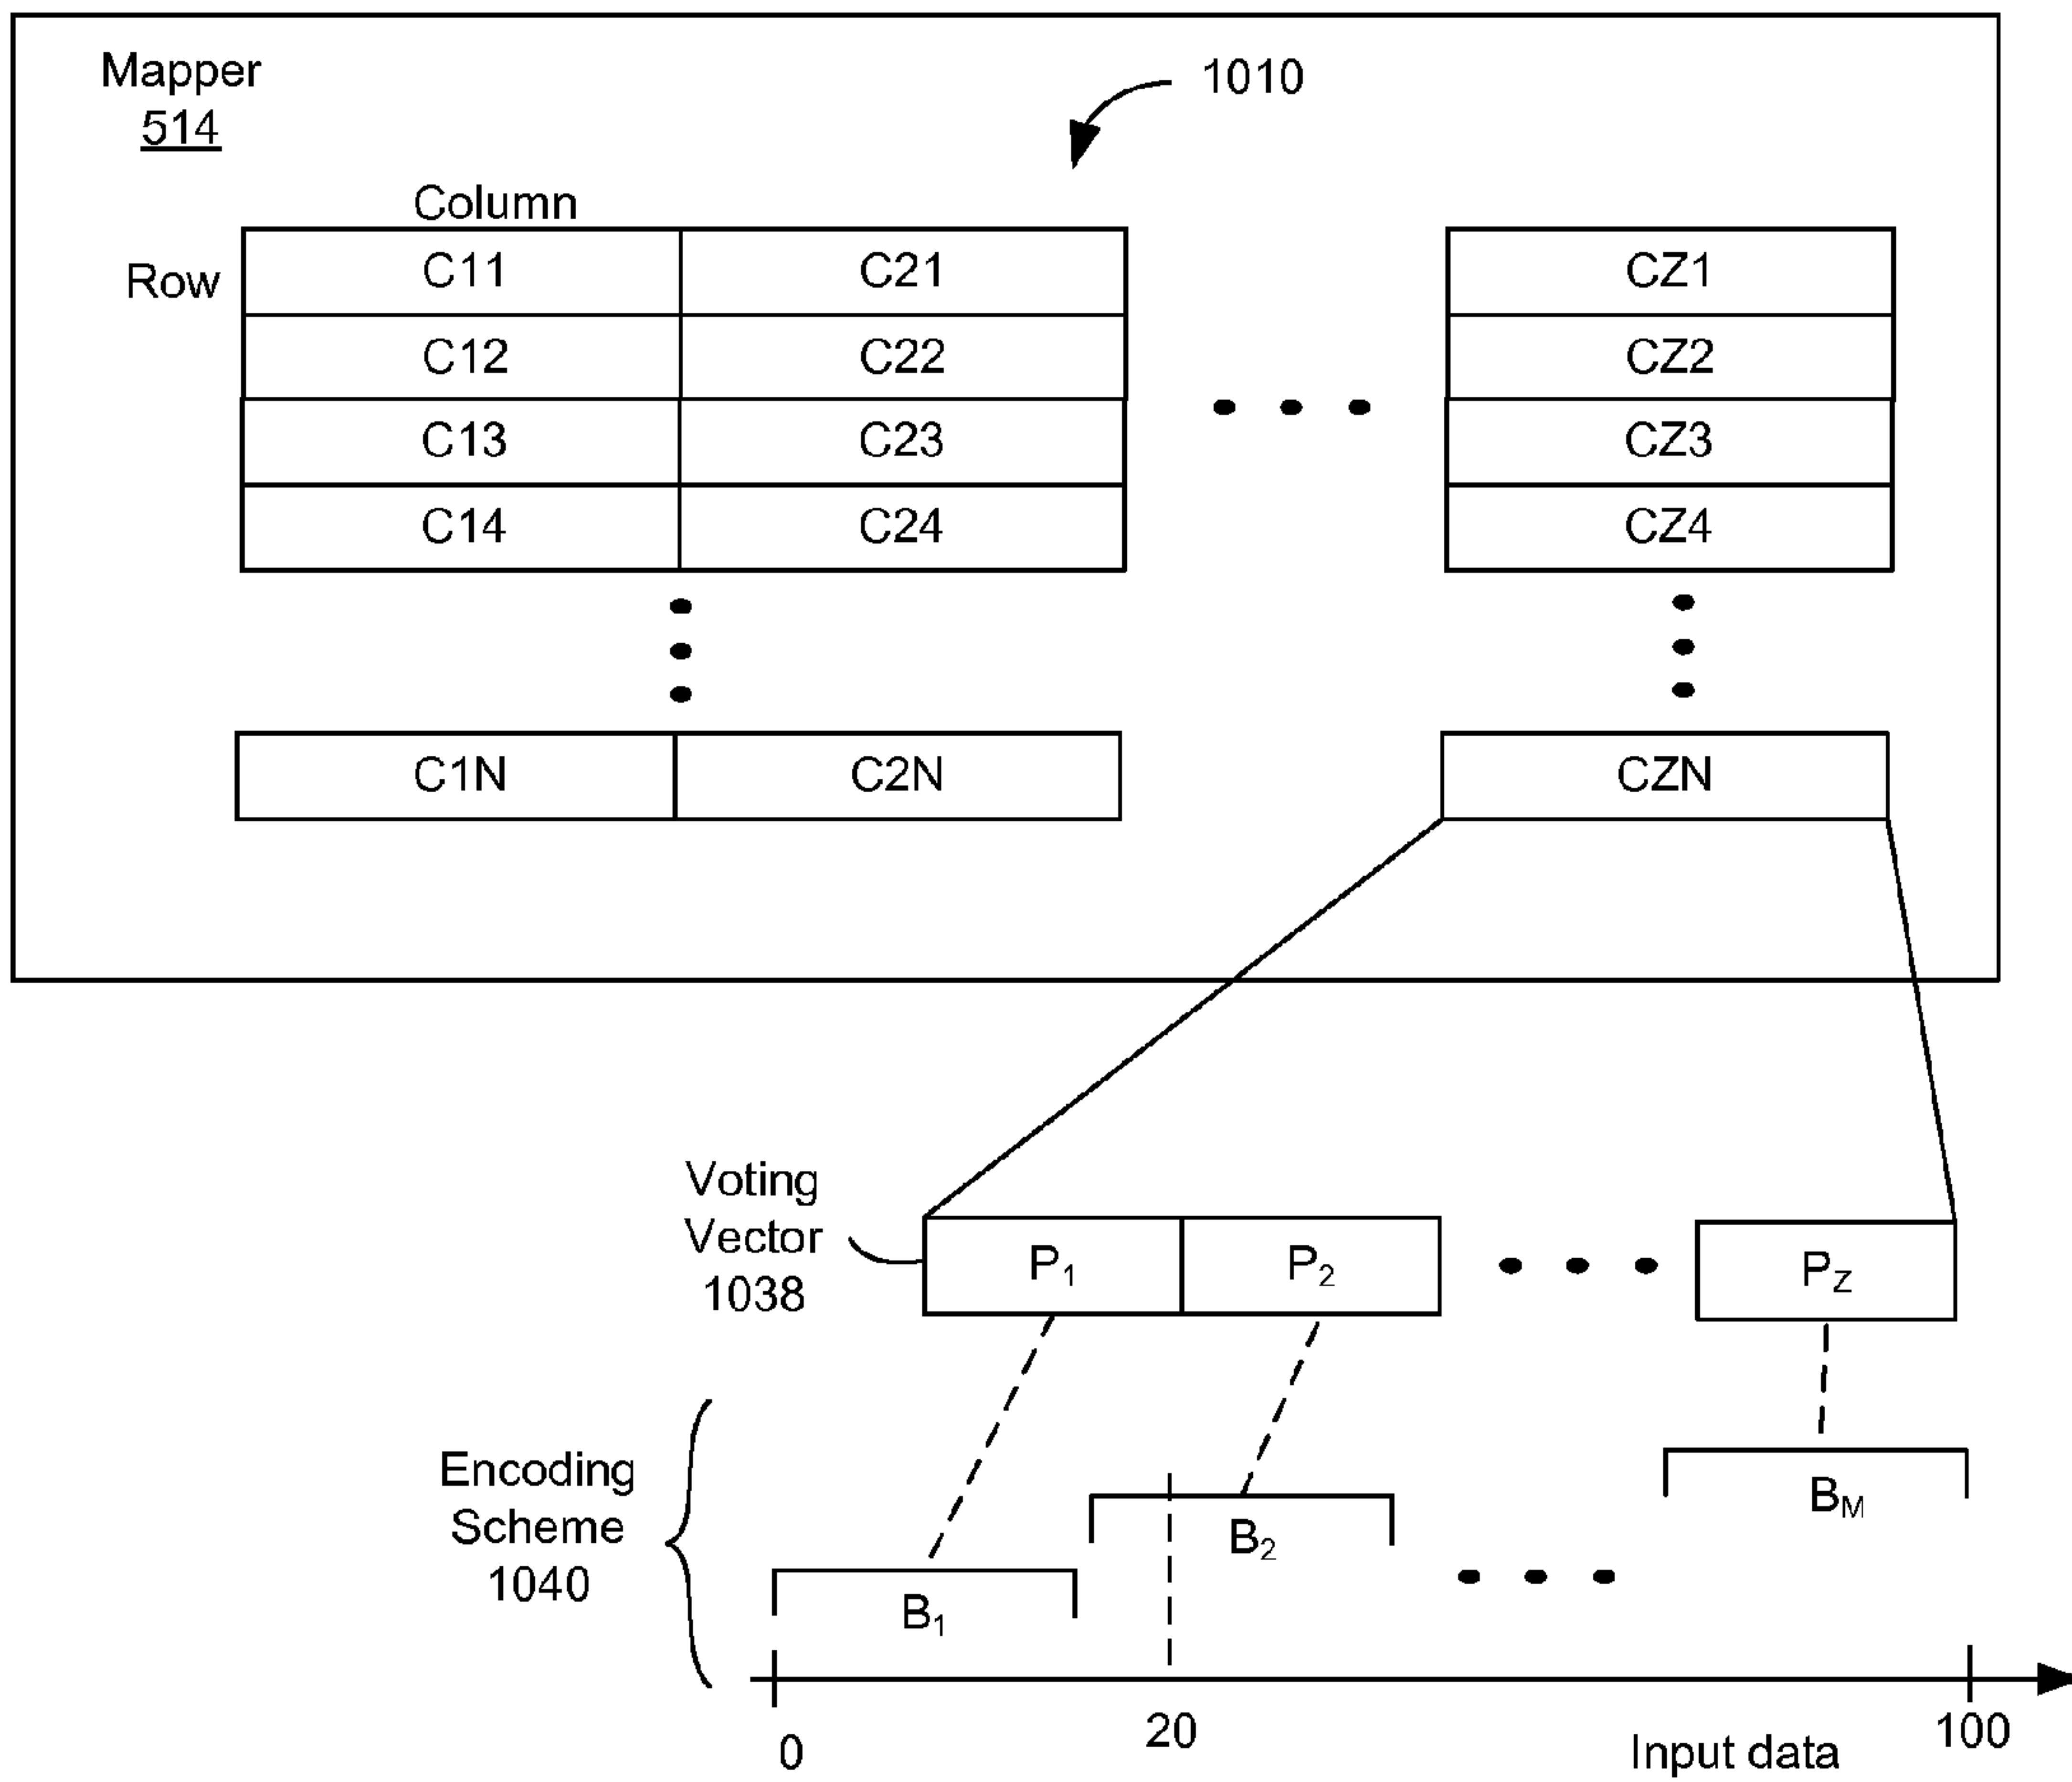 Mapper
514
1010
Column
Row
C11 C21 CZ1
C12 C22 CZ2
C13 C23 CZ3
C14 C24 CZ4
C1N C2N CZN
Voting
Vector
1038
P1 P2 PZ
Encoding
Scheme
1040
BM
B2
B1
0 20 Input data 100